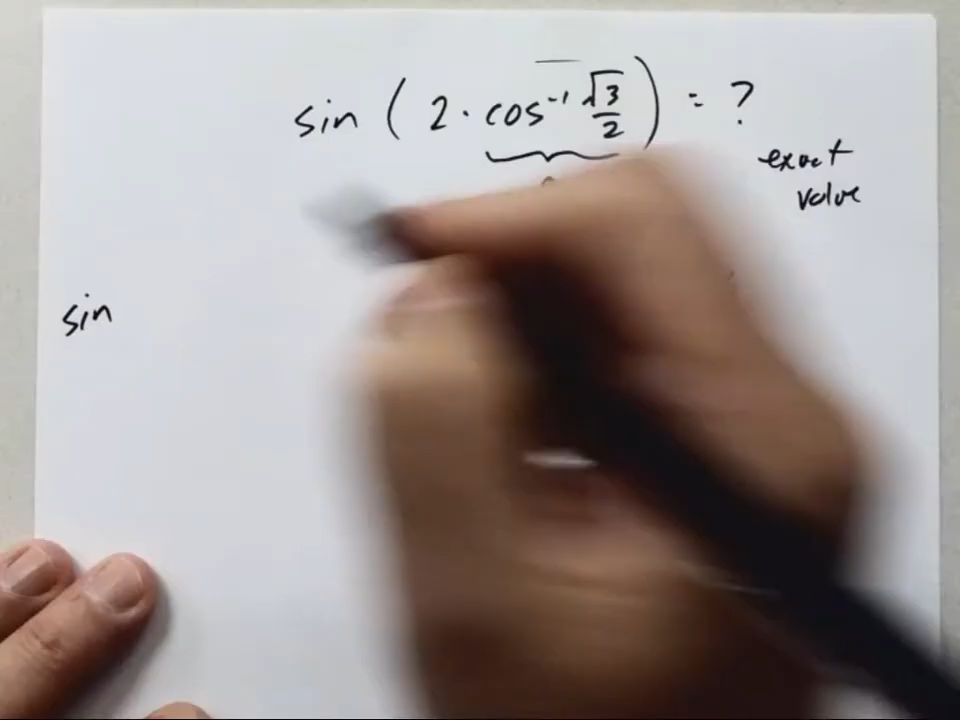 sin ( 2 · cos⁻¹ √3/2 ) = ?
exact
value
sin